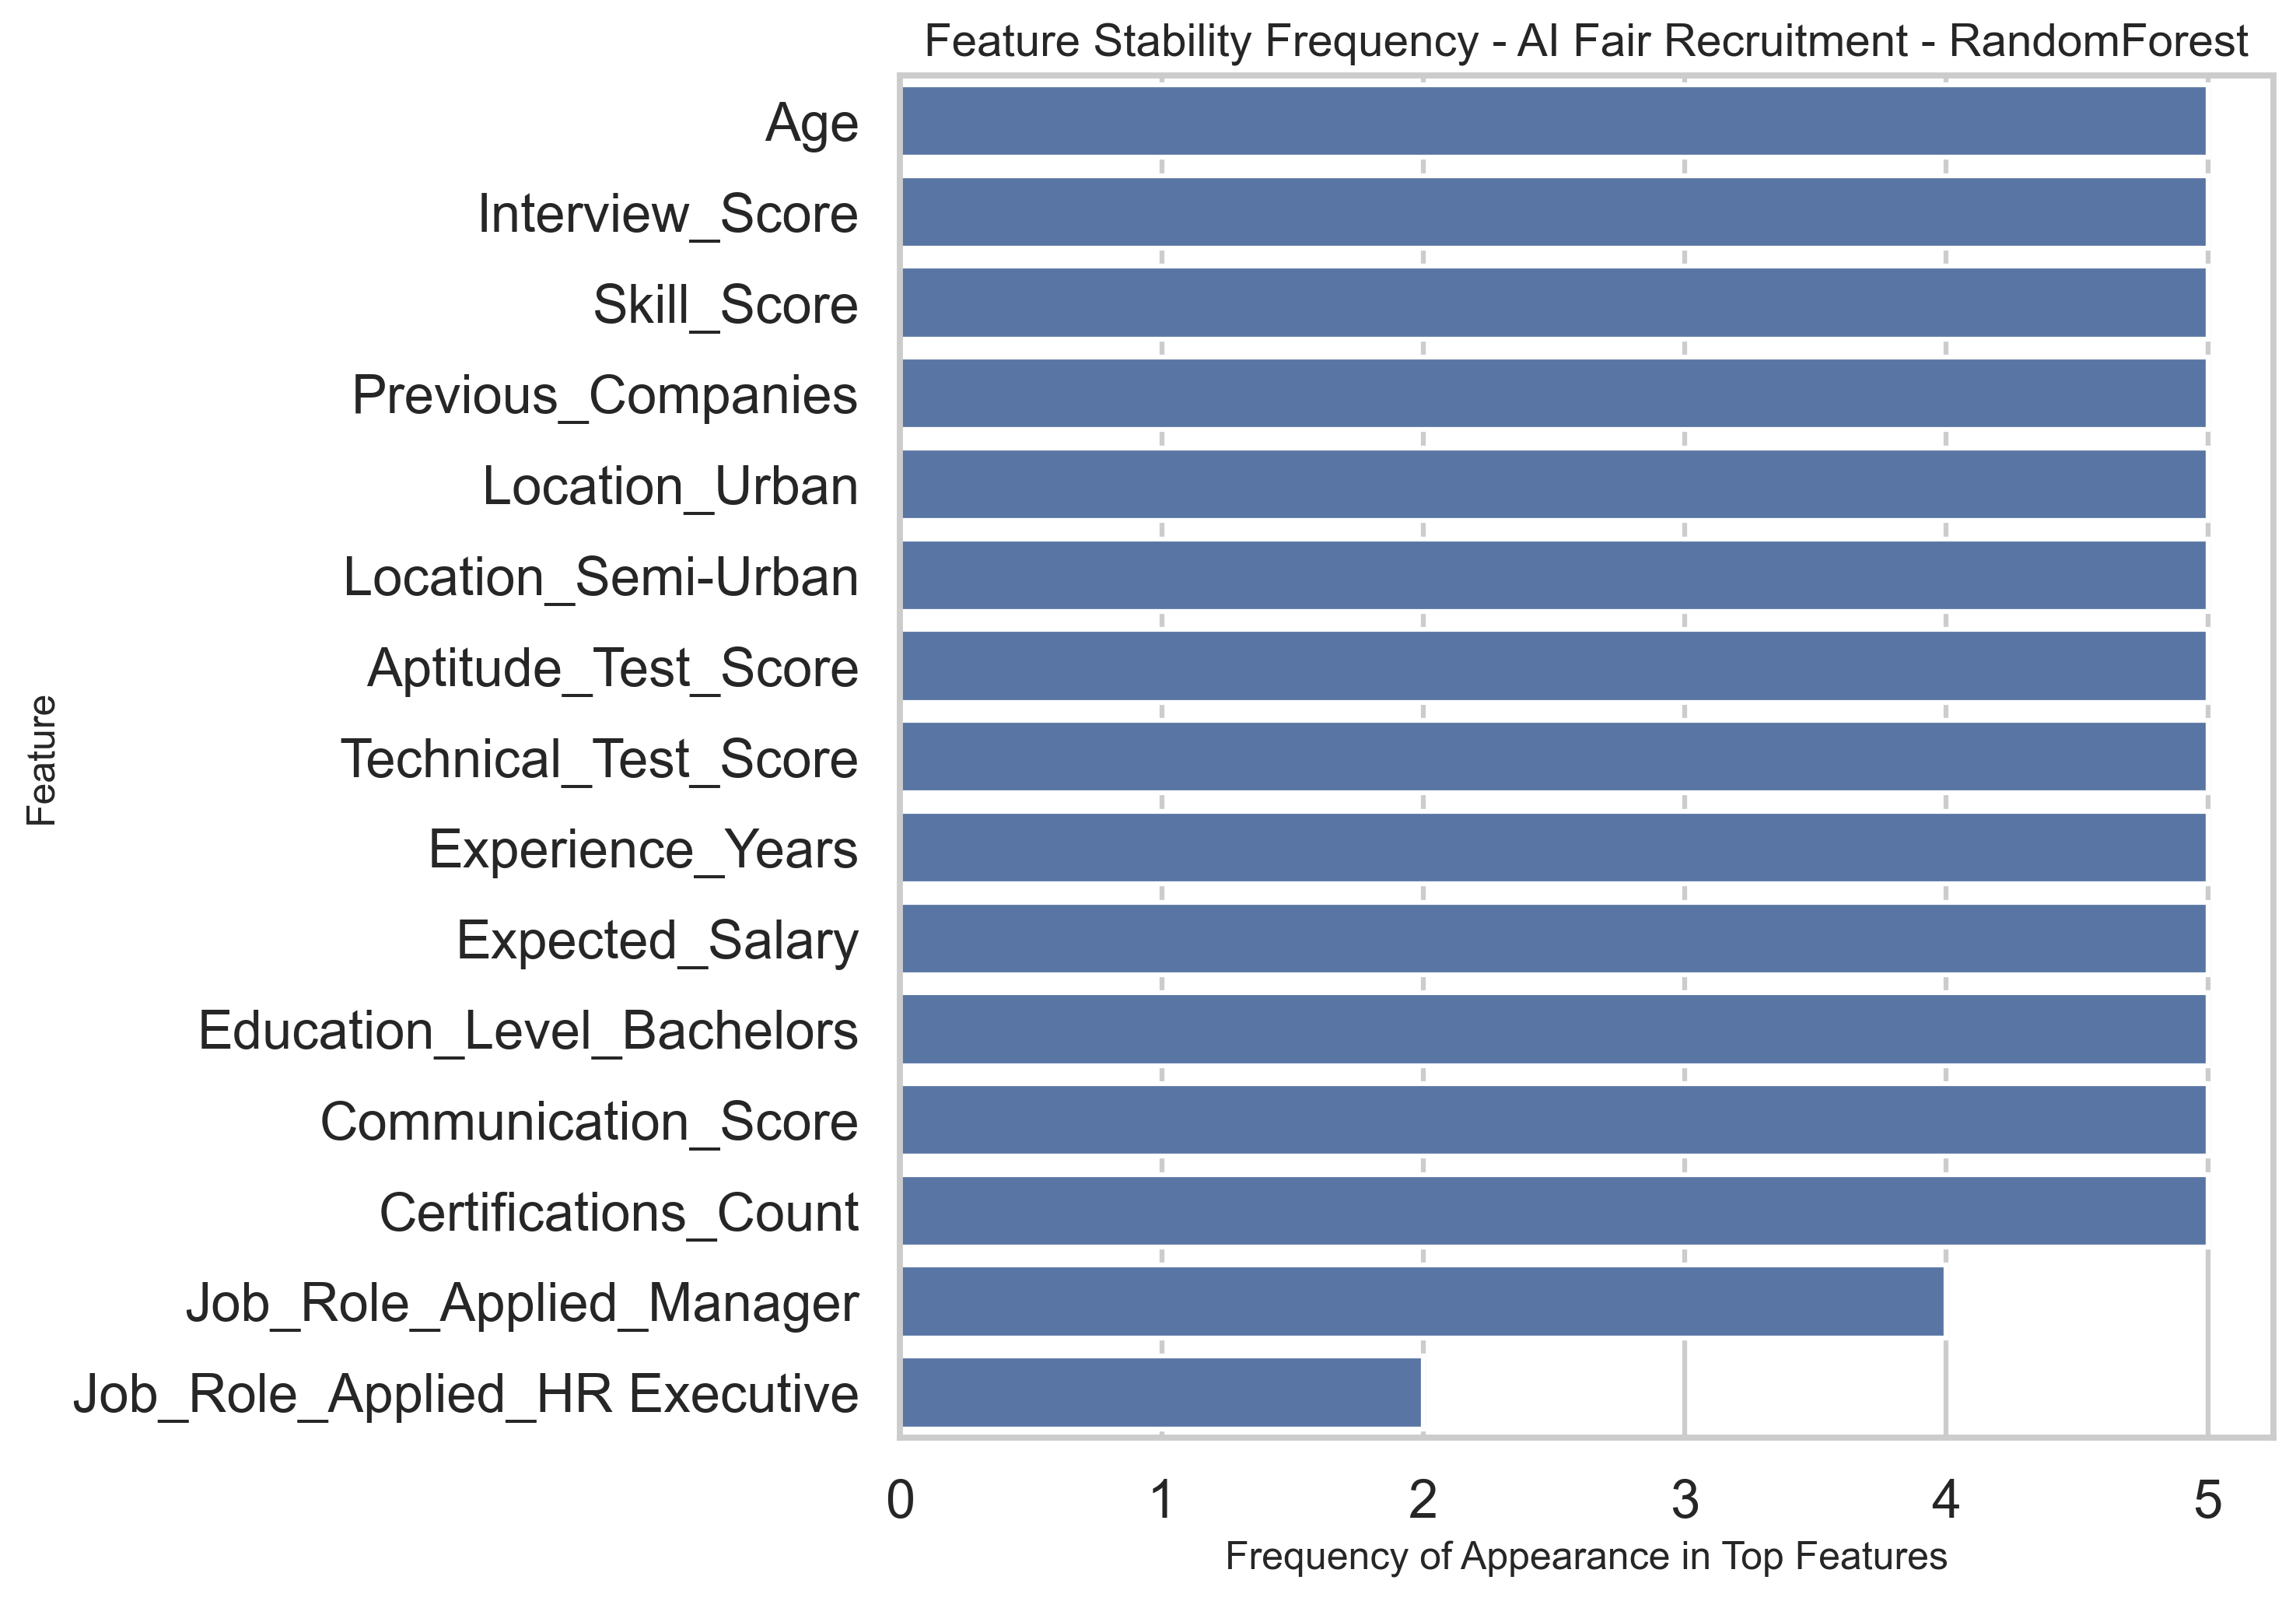 Feature Stability Frequency - AI Fair Recruitment - RandomForest
Feature
Age
Interview_Score
Skill_Score
Previous_Companies
Location_Urban
Location_Semi-Urban
Aptitude_Test_Score
Technical_Test_Score
Experience_Years
Expected_Salary
Education_Level_Bachelors
Communication_Score
Certifications_Count
Job_Role_Applied_Manager
Job_Role_Applied_HR Executive
0 1 2 3 4 5
Frequency of Appearance in Top Features